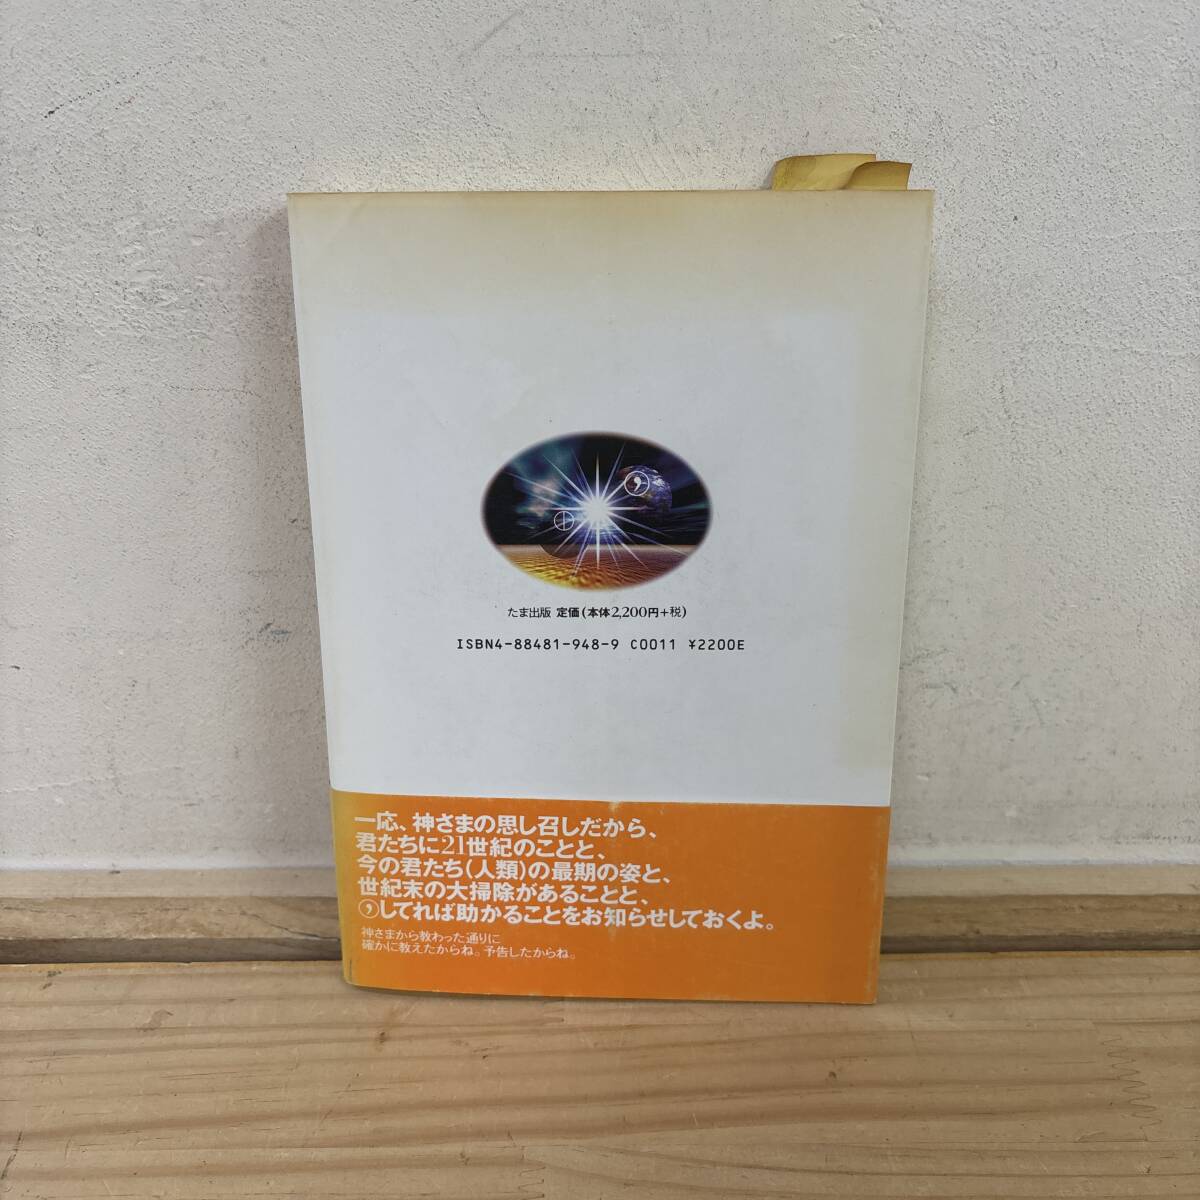 たま出版 定価(本体2,200円+税)
ISBN4-88481-948-9 C0011 ¥2200E
一応、神さまの思し召しだから、
君たちに21世紀のことと、
今の君たち(人類)の最期の姿と、
世紀末の大掃除があることと、
してれば助かることをお知らせしておくよ。
神さまから教わった通りに
確かに教えたからね。予告したからね。